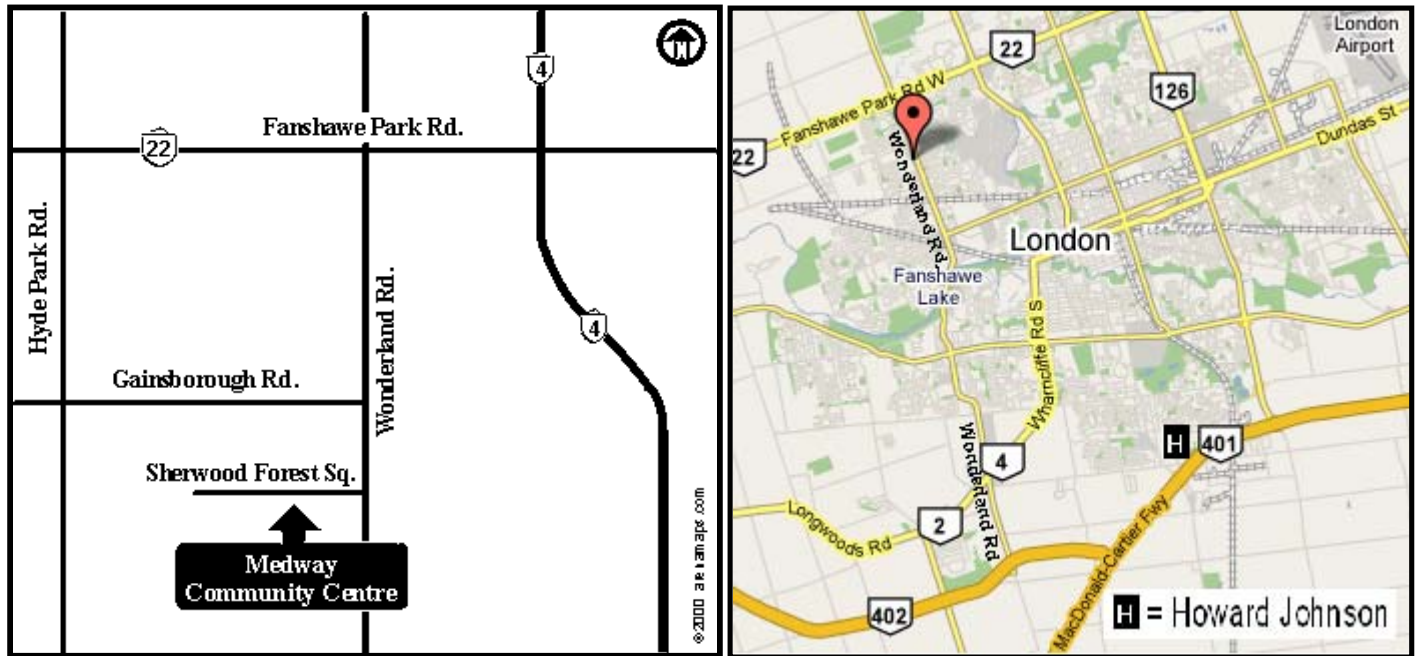 N
4
Fanshawe Park Rd.
22
Hyde Park Rd.
Wonderland Rd.
4
Gainsborough Rd.
Sherwood Forest Sq.
Medway
Community Centre
©2000 arenamaps.com
London
Airport
22
126
Fanshawe Park Rd W
Dundas St
22
Wonderland Rd.
London
Fanshawe
Lake
Wharncliffe Rd S
Wonderland Rd
H
401
4
2
Longwoods Rd
MacDonald-Cartier Fwy
402
H = Howard Johnson